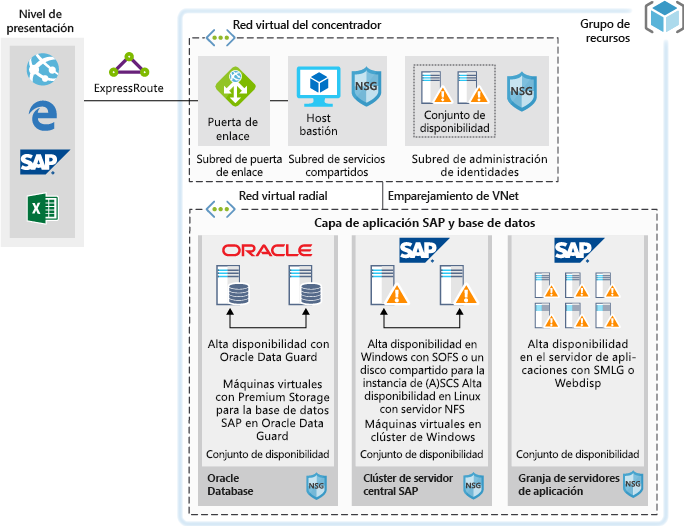 Nivel de
presentación
SAP
ExpressRoute
Grupo de
recursos
Red virtual del concentrador
Puerta de
enlace
Subred de puerta
de enlace
Host
bastión
NSG
Subred de servicios
compartidos
Conjunto de
disponibilidad
NSG
Subred de administración
de identidades
Red virtual radial
Emparejamiento de VNet
Capa de aplicación SAP y base de datos
ORACLE
Alta disponibilidad con
Oracle Data Guard
Máquinas virtuales
con Premium Storage
para la base de datos
SAP en Oracle Data
Guard
Conjunto de disponibilidad
Oracle
Database
NSG
SAP
Alta disponibilidad en
Windows con SOFS o un
disco compartido para la
instancia de (A)SCS Alta
disponibilidad en Linux
con servidor NFS
Máquinas virtuales en
clúster de Windows
Conjunto de disponibilidad
Clúster de servidor
central SAP
NSG
SAP
Alta disponibilidad
en el servidor de apli-
caciones con SMLG o
Webdisp
Conjunto de disponibilidad
Granja de servidores
de aplicación
NSG